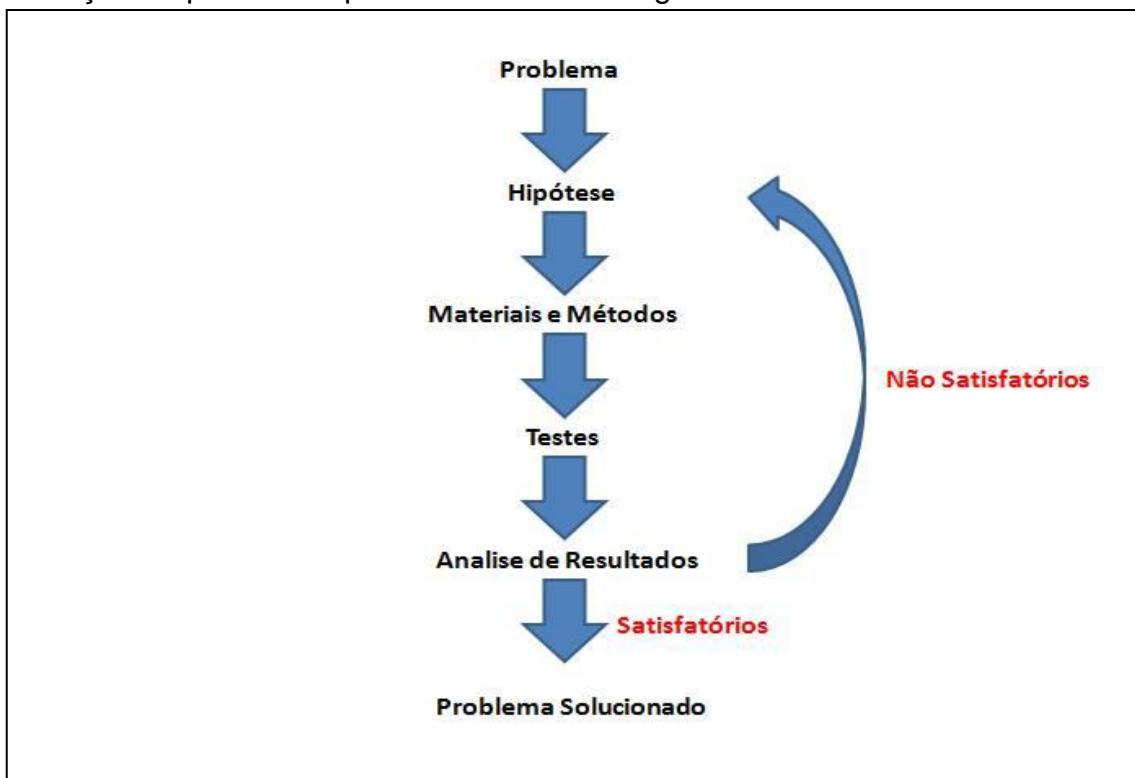 Problema
Hipótese
Materiais e Métodos
Não Satisfatórios
Testes
Analise de Resultados
Satisfatórios
Problema Solucionado